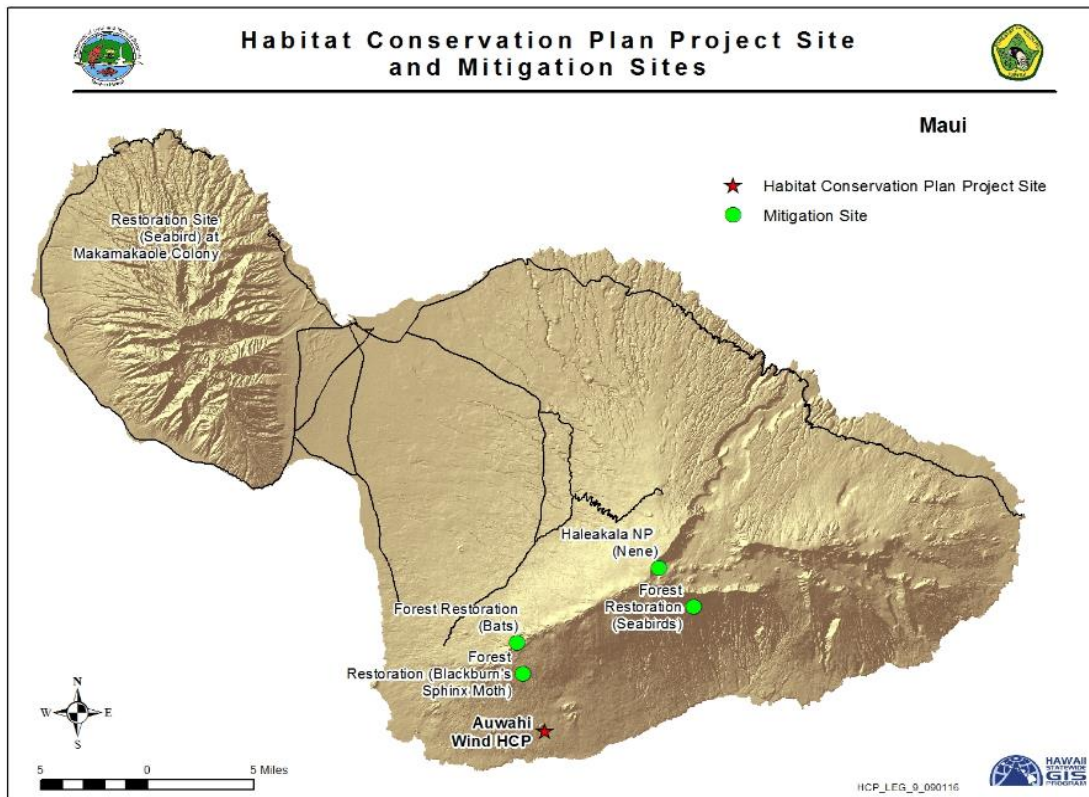 Habitat Conservation Plan Project Site
and Mitigation Sites
Maui
Habitat Conservation Plan Project Site
Mitigation Site
Restoration Site
(Seabird) at
Makamakaole Colony
Haleakala NP
(Nene)
Forest
Restoration
(Seabirds)
Forest Restoration
(Bats)
Forest
Restoration (Blackburn's
Sphinx Moth)
Auwahi
Wind HCP
N
W E
S
5 0 5 Miles
HCP_LEG_9_090116
HAWAII
STATEWIDE
GIS
PROGRAM